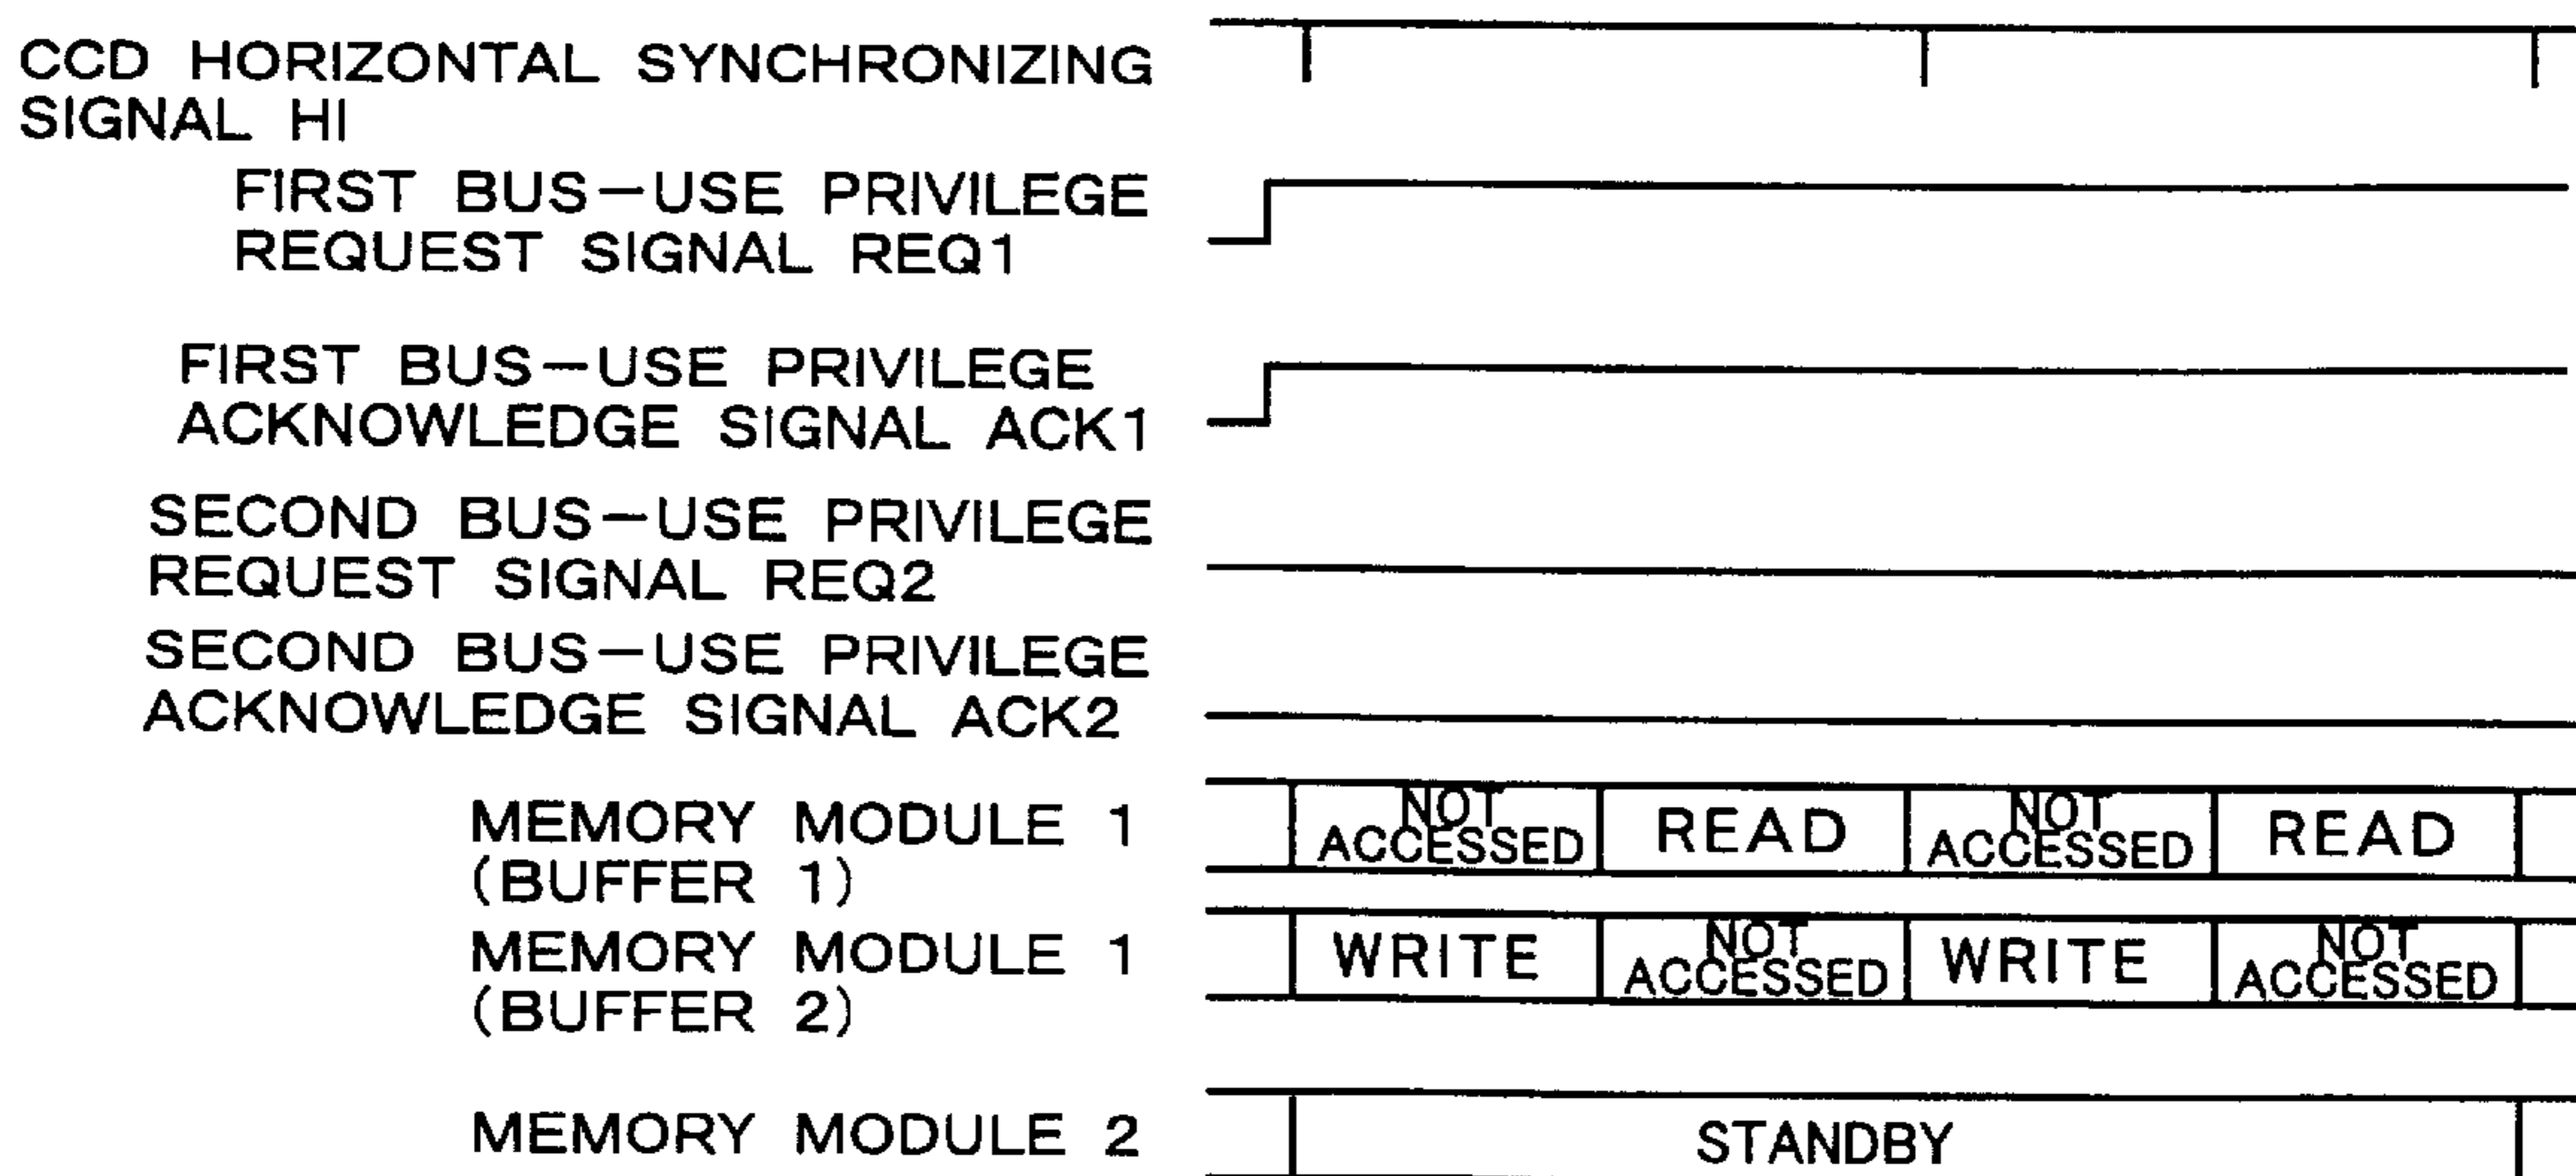 CCD HORIZONTAL SYNCHRONIZING
SIGNAL HI
FIRST BUS-USE PRIVILEGE
REQUEST SIGNAL REQ1
FIRST BUS-USE PRIVILEGE
ACKNOWLEDGE SIGNAL ACK1
SECOND BUS-USE PRIVILEGE
REQUEST SIGNAL REQ2
SECOND BUS-USE PRIVILEGE
ACKNOWLEDGE SIGNAL ACK2
MEMORY MODULE 1
(BUFFER 1)
NOT
ACCESSED
READ
NOT
ACCESSED
READ
MEMORY MODULE 1
(BUFFER 2)
WRITE
NOT
ACCESSED
WRITE
NOT
ACCESSED
MEMORY MODULE 2
STANDBY